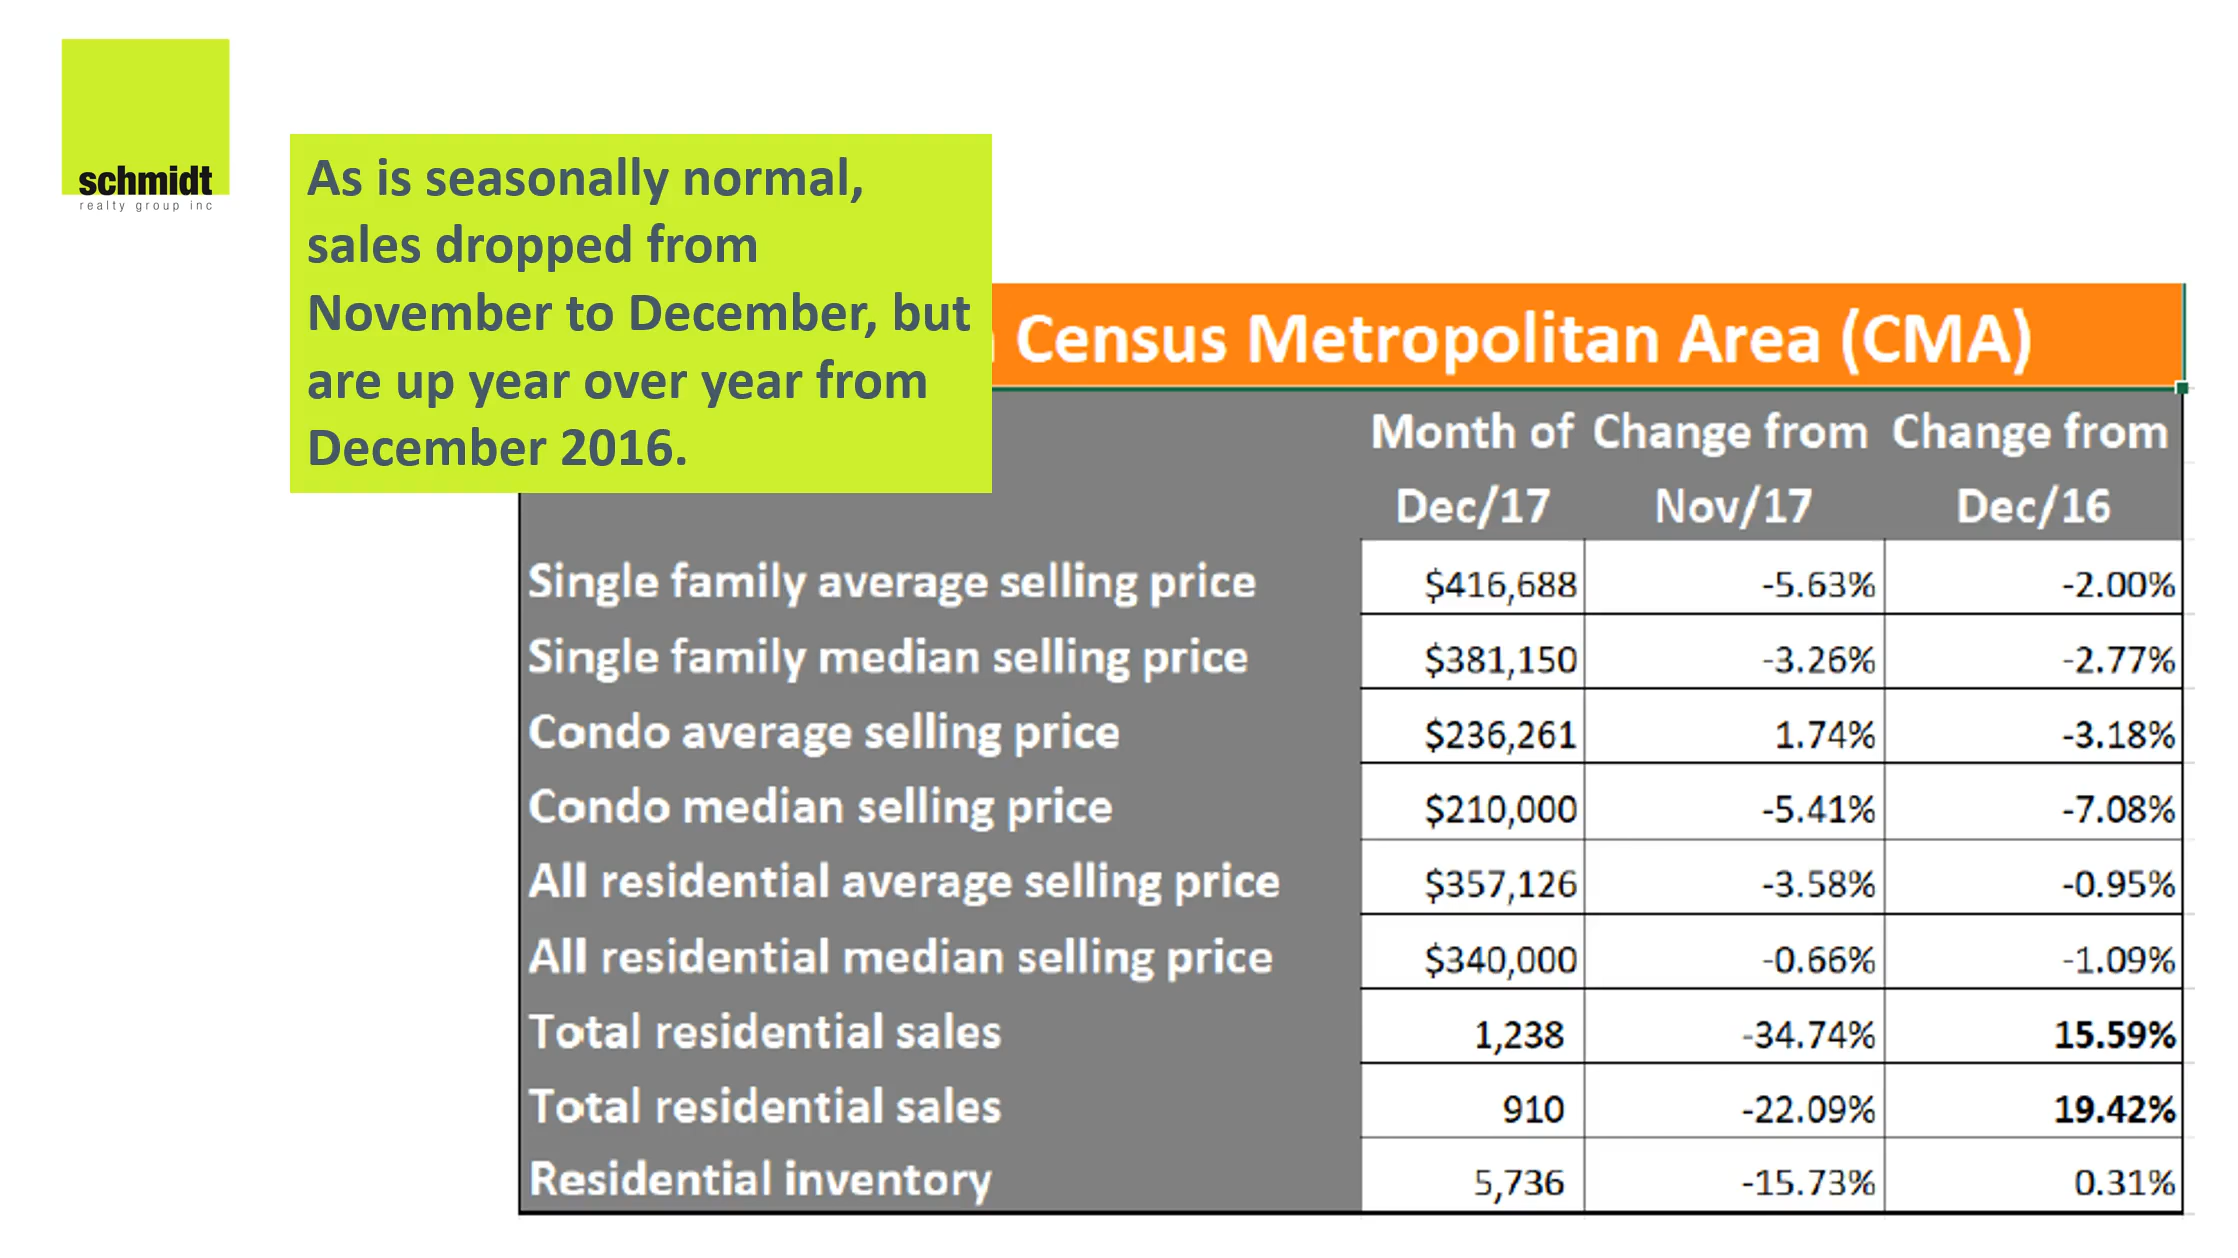 schmidt
realty group inc
As is seasonally normal,
sales dropped from
November to December, but
are up year over year from
December 2016.
Census Metropolitan Area (CMA)
Month of Change from Change from
Dec/17 Nov/17 Dec/16
Single family average selling price $416,688 -5.63% -2.00%
Single family median selling price $381,150 -3.26% -2.77%
Condo average selling price $236,261 1.74% -3.18%
Condo median selling price $210,000 -5.41% -7.08%
All residential average selling price $357,126 -3.58% -0.95%
All residential median selling price $340,000 -0.66% -1.09%
Total residential sales 1,238 -34.74% 15.59%
Total residential sales 910 -22.09% 19.42%
Residential inventory 5,736 -15.73% 0.31%